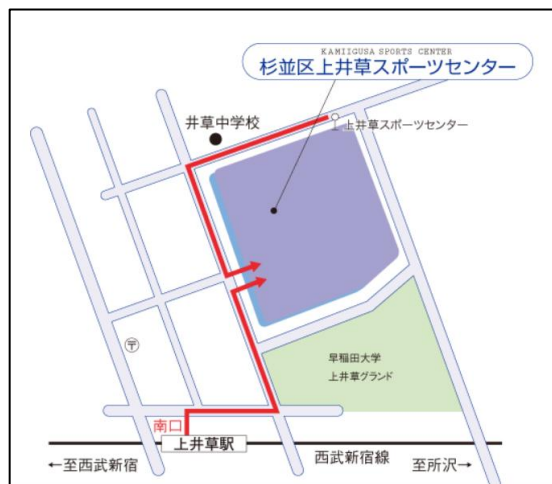 KAMIIGUSA SPORTS CENTER
杉並区上井草スポーツセンター
井草中学校
上井草スポーツセンター
〒
早稲田大学
上井草グランド
南口
上井草駅
西武新宿線
←至西武新宿
至所沢→